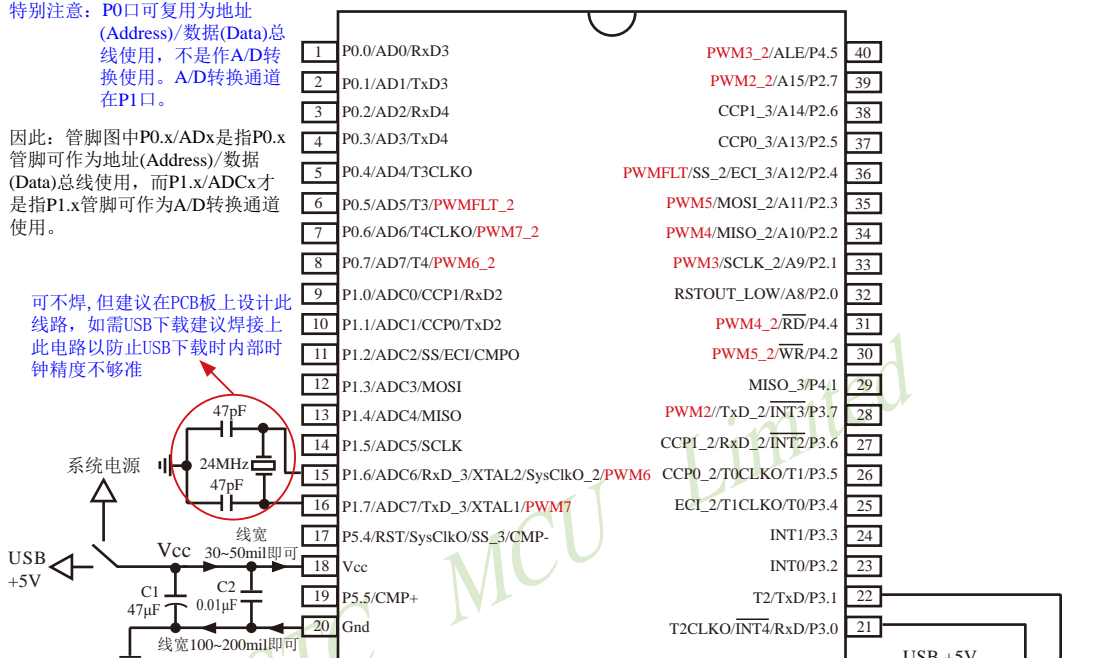 特别注意：P0口可复用为地址
(Address)/数据(Data)总
线使用，不是作A/D转
换使用。A/D转换通道
在P1口。
因此：管脚图中P0.x/ADx是指P0.x
管脚可作为地址(Address)/数据
(Data)总线使用，而P1.x/ADCx才
是指P1.x管脚可作为A/D转换通道
使用。
可不焊,但建议在PCB板上设计此
线路，如需USB下载建议焊接上
此电路以防止USB下载时内部时
钟精度不够准
47pF
24MHz
47pF
系统电源
USB
+5V
Vcc
线宽
30~50mil即可
C1
47μF
C2
0.01μF
线宽100~200mil即可
1 P0.0/AD0/RxD3
2 P0.1/AD1/TxD3
3 P0.2/AD2/RxD4
4 P0.3/AD3/TxD4
5 P0.4/AD4/T3CLKO
6 P0.5/AD5/T3/PWMFLT_2
7 P0.6/AD6/T4CLKO/PWM7_2
8 P0.7/AD7/T4/PWM6_2
9 P1.0/ADC0/CCP1/RxD2
10 P1.1/ADC1/CCP0/TxD2
11 P1.2/ADC2/SS/ECI/CMPO
12 P1.3/ADC3/MOSI
13 P1.4/ADC4/MISO
14 P1.5/ADC5/SCLK
15 P1.6/ADC6/RxD_3/XTAL2/SysClkO_2/PWM6
16 P1.7/ADC7/TxD_3/XTAL1/PWM7
17 P5.4/RST/SysClkO/SS_3/CMP-
18 Vcc
19 P5.5/CMP+
20 Gnd
PWM3_2/ALE/P4.5 40
PWM2_2/A15/P2.7 39
CCP1_3/A14/P2.6 38
CCP0_3/A13/P2.5 37
PWMFLT/SS_2/ECI_3/A12/P2.4 36
PWM5/MOSI_2/A11/P2.3 35
PWM4/MISO_2/A10/P2.2 34
PWM3/SCLK_2/A9/P2.1 33
RSTOUT_LOW/A8/P2.0 32
PWM4_2/RD/P4.4 31
PWM5_2/WR/P4.2 30
MISO_3/P4.1 29
PWM2//TxD_2/INT3/P3.7 28
CCP1_2/RxD_2/INT2/P3.6 27
CCP0_2/T0CLKO/T1/P3.5 26
ECI_2/T1CLKO/T0/P3.4 25
INT1/P3.3 24
INT0/P3.2 23
T2/TxD/P3.1 22
T2CLKO/INT4/RxD/P3.0 21
USB +5V
MCU Limited